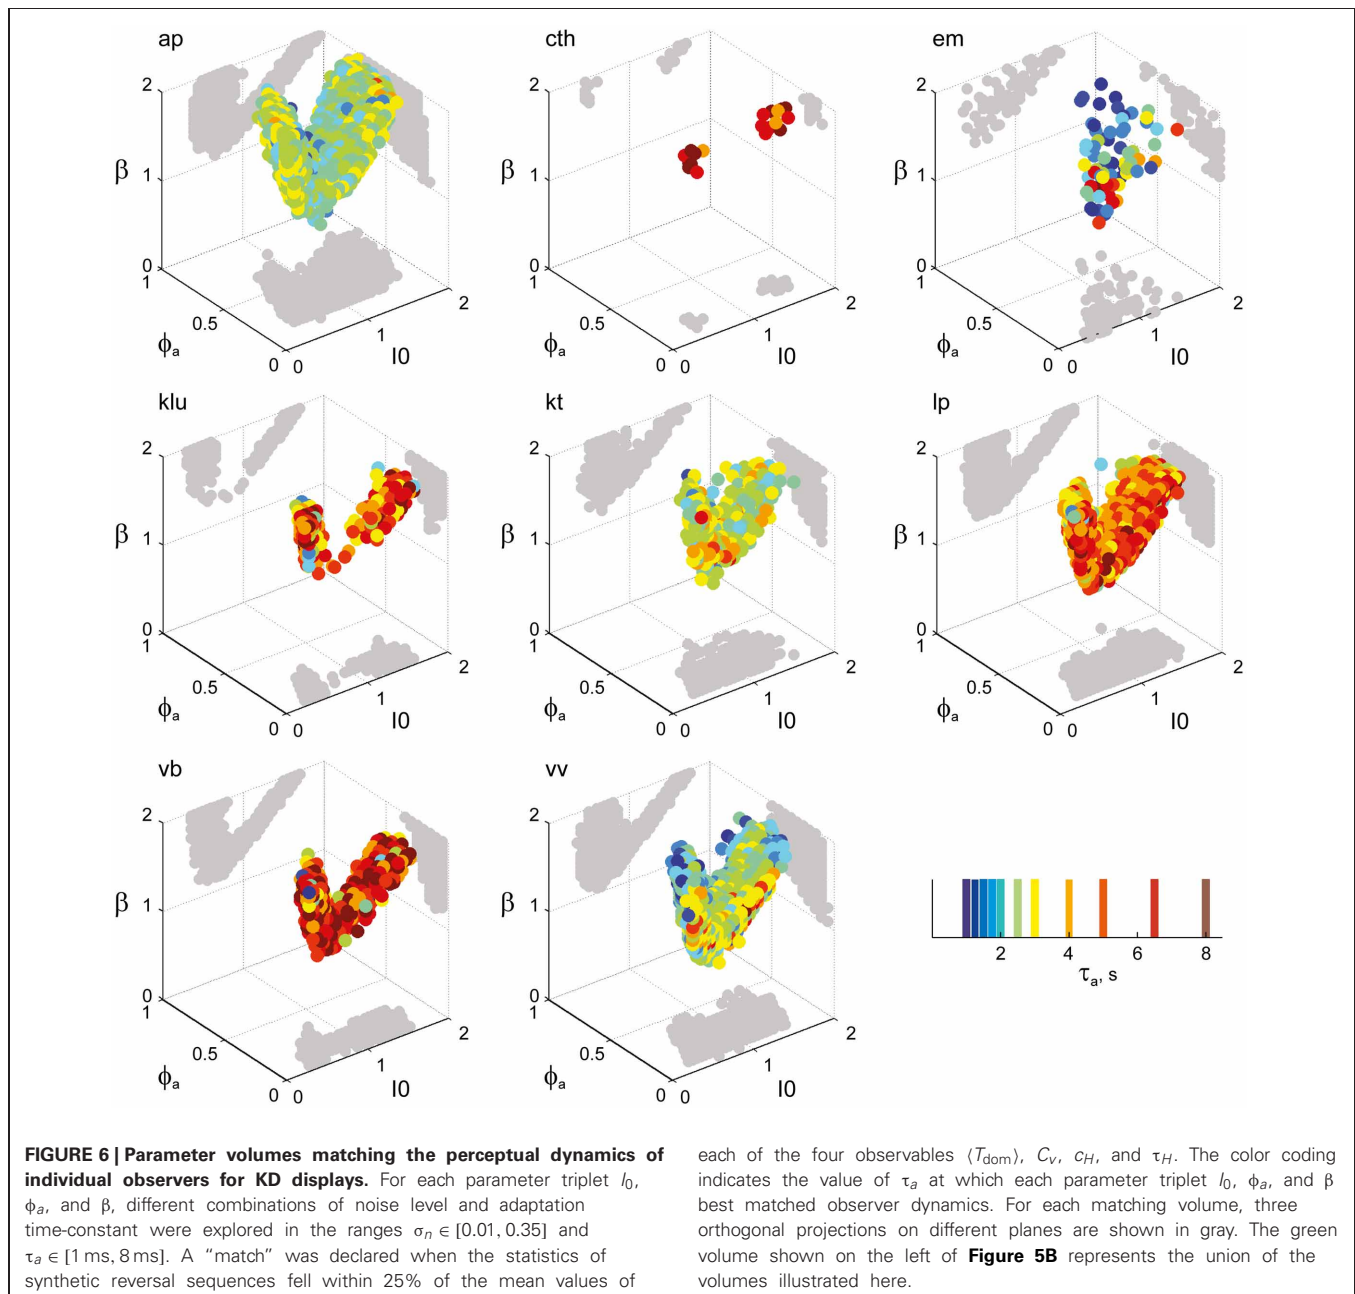 ap
cth
em
2
β
1
0
1
0.5
ϕa
0
0
1
I0
2
2
β
1
0
1
0.5
ϕa
0
0
1
I0
2
2
β
1
0
1
0.5
ϕa
0
0
1
I0
2
klu
kt
lp
2
β
1
0
1
0.5
ϕa
0
0
1
I0
2
2
β
1
0
1
0.5
ϕa
0
0
1
I0
2
2
β
1
0
1
0.5
ϕa
0
0
1
I0
2
vb
vv
2
β
1
0
1
0.5
ϕa
0
0
1
I0
2
2
β
1
0
1
0.5
ϕa
0
0
1
I0
2
2 4 6 8
τa, s
FIGURE 6 | Parameter volumes matching the perceptual dynamics of
individual observers for KD displays. For each parameter triplet I0,
ϕa, and β, different combinations of noise level and adaptation
time-constant were explored in the ranges σn ∈ [0.01, 0.35] and
τa ∈ [1 ms, 8 ms]. A “match” was declared when the statistics of
synthetic reversal sequences fell within 25% of the mean values of
each of the four observables ⟨Tdom⟩, Cv, cH, and τH. The color coding
indicates the value of τa at which each parameter triplet I0, ϕa, and β
best matched observer dynamics. For each matching volume, three
orthogonal projections on different planes are shown in gray. The green
volume shown on the left of Figure 5B represents the union of the
volumes illustrated here.